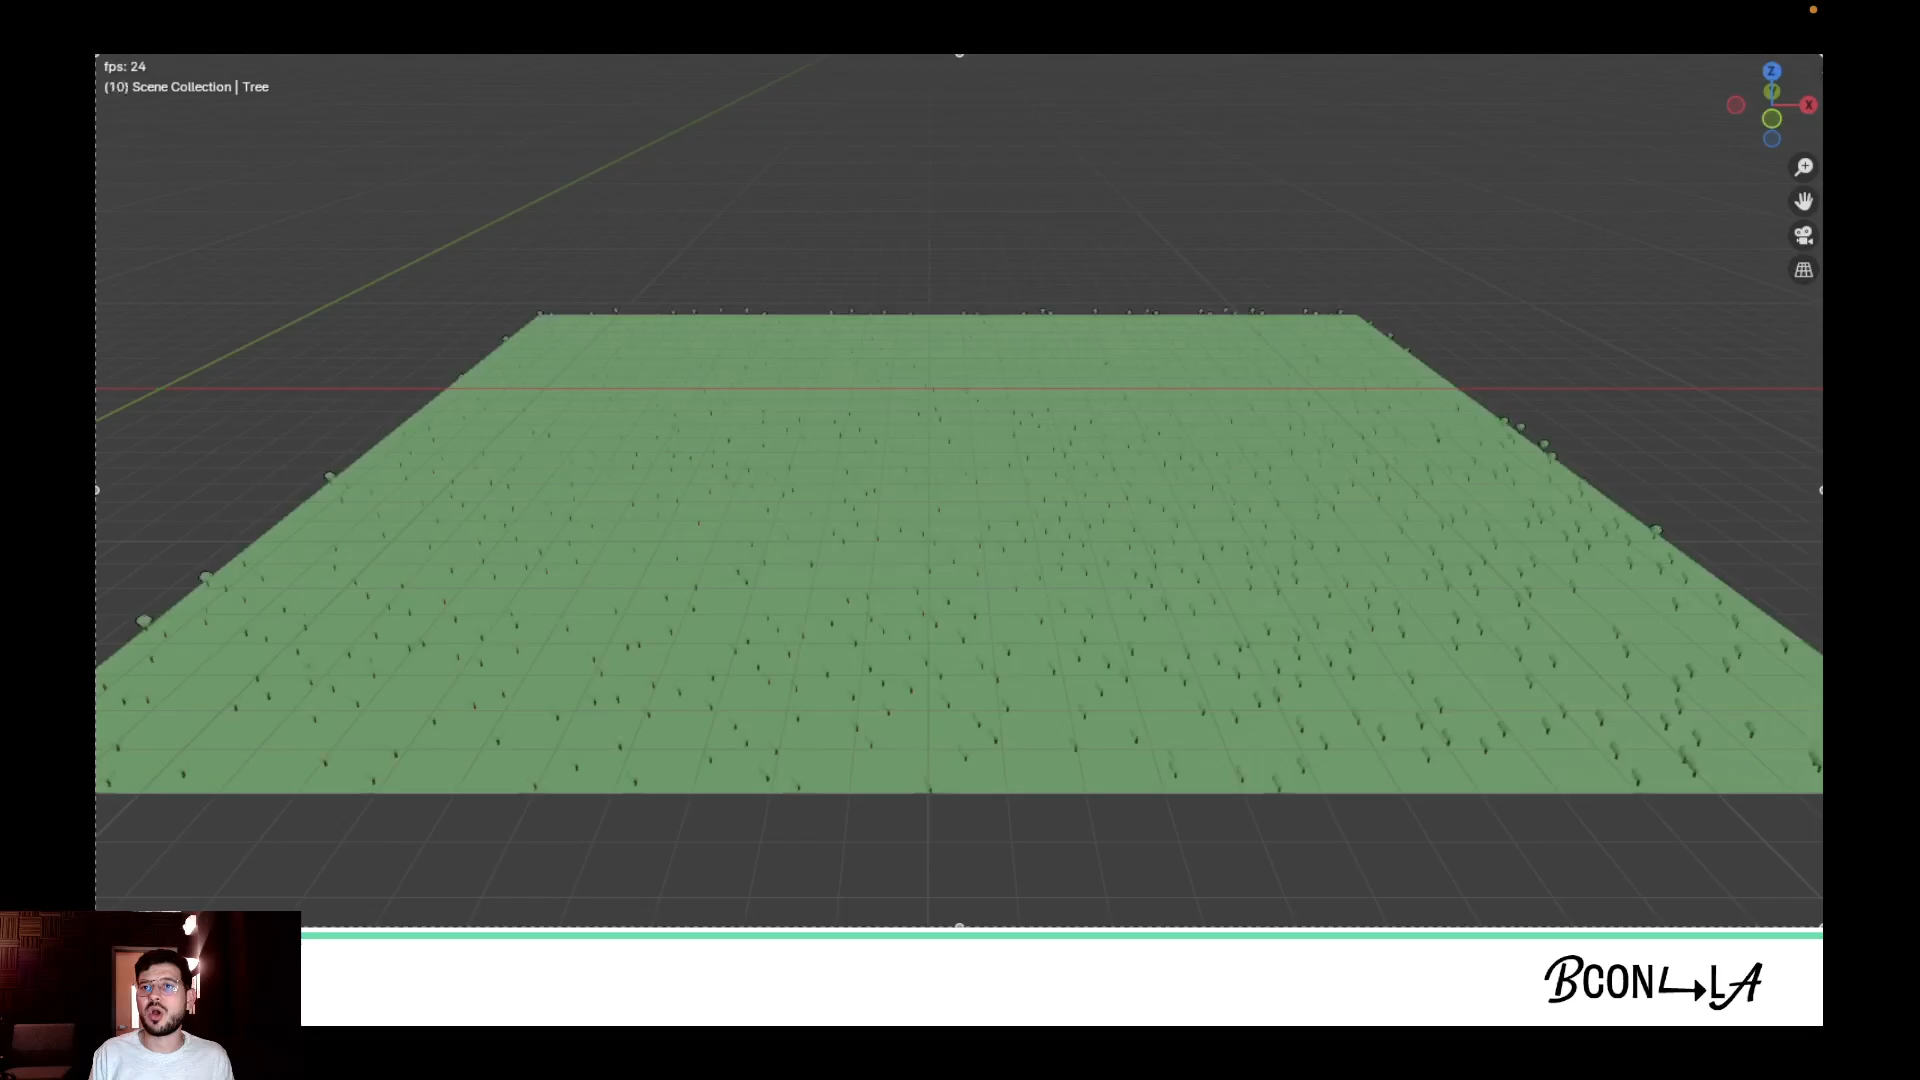 fps: 24
(10) Scene Collection | Tree
Z
Y
X
BCON LA